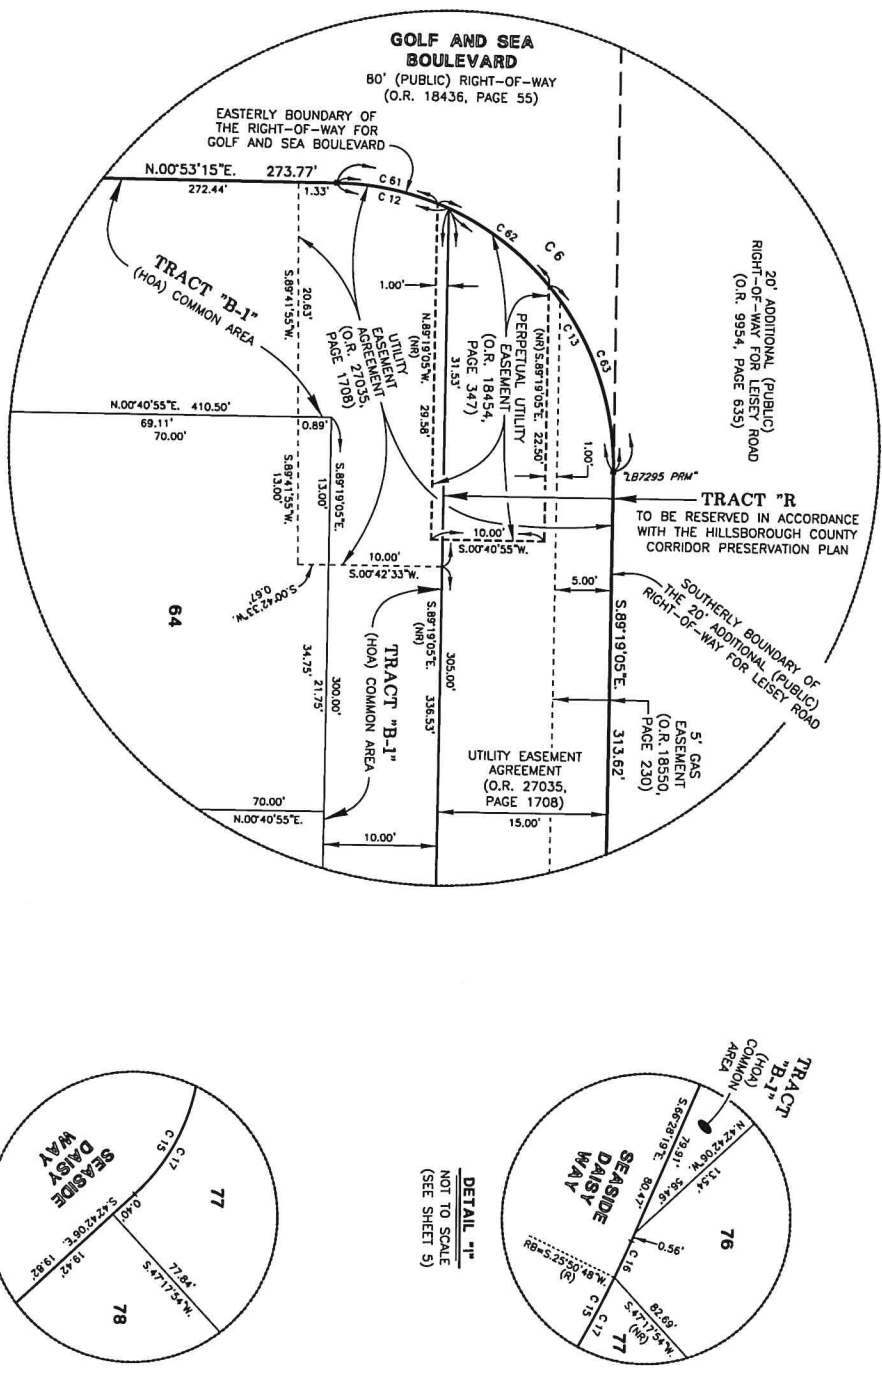 GOLF AND SEA
BOULEVARD
80' (PUBLIC) RIGHT-OF-WAY
(O.R. 18436, PAGE 55)
EASTERLY BOUNDARY OF
THE RIGHT-OF-WAY FOR
GOLF AND SEA BOULEVARD
N.00°53'15"E. 273.77'
272.44'
1.33'
C 61
C 12
C 62
C 6
C 13
C 63
20' ADDITIONAL (PUBLIC)
RIGHT-OF-WAY FOR LEISEY ROAD
(O.R. 9954, PAGE 635)
TRACT "B-1"
(HOA) COMMON AREA
20.63'
S.89°41'55"W.
UTILITY
EASEMENT
AGREEMENT
(O.R. 27035,
PAGE 1708)
1.00'
N.89°19'05"W.
(NR)
29.58'
31.53'
PERPETUAL UTILITY
EASEMENT
(O.R. 18454,
PAGE 347)
(NR)S.89°19'05"E. 22.50'
1.00'
"LB7295 PRM"
N.00°40'55"E. 410.50'
69.11'
70.00'
0.89'
S.89°19'05"E.
13.00'
S.89°41'55"W.
13.00'
TRACT "R
TO BE RESERVED IN ACCORDANCE
WITH THE HILLSBOROUGH COUNTY
CORRIDOR PRESERVATION PLAN
10.00'
S.00°40'55"W.
10.00'
S.00°42'33"W.
S.00°42'33"W.
0.67'
5.00'
SOUTHERLY BOUNDARY OF
THE 20' ADDITIONAL (PUBLIC)
RIGHT-OF-WAY FOR LEISEY ROAD
64
S.89°19'05"E.
(NR)
305.00'
336.53'
TRACT "B-1"
(HOA) COMMON AREA
300.00'
21.75'
34.75'
S.89°19'05"E. 313.62'
5' GAS
EASEMENT
(O.R. 18550,
PAGE 230)
UTILITY EASEMENT
AGREEMENT
(O.R. 27035,
PAGE 1708)
15.00'
70.00'
N.00°40'55"E.
10.00'
TRACT
"B-1"
(HOA)
COMMON
AREA
N.42°42'06"W. 13.54'
56.46'
S.66°28'19"E. 79.91'
80.47'
SEASIDE
DAISY
WAY
76
0.56'
C 16
RB=S.25°50'48"W.
(R)
82.69'
S.47°17'54"W.
(NR)
C 15
C 17
77
DETAIL "1"
NOT TO SCALE
(SEE SHEET 5)
C 17
C 15
77
SEASIDE
DAISY
WAY
0.40'
S.42°42'06"E. 19.82'
19.42'
77.84'
S.47°17'54"W.
78